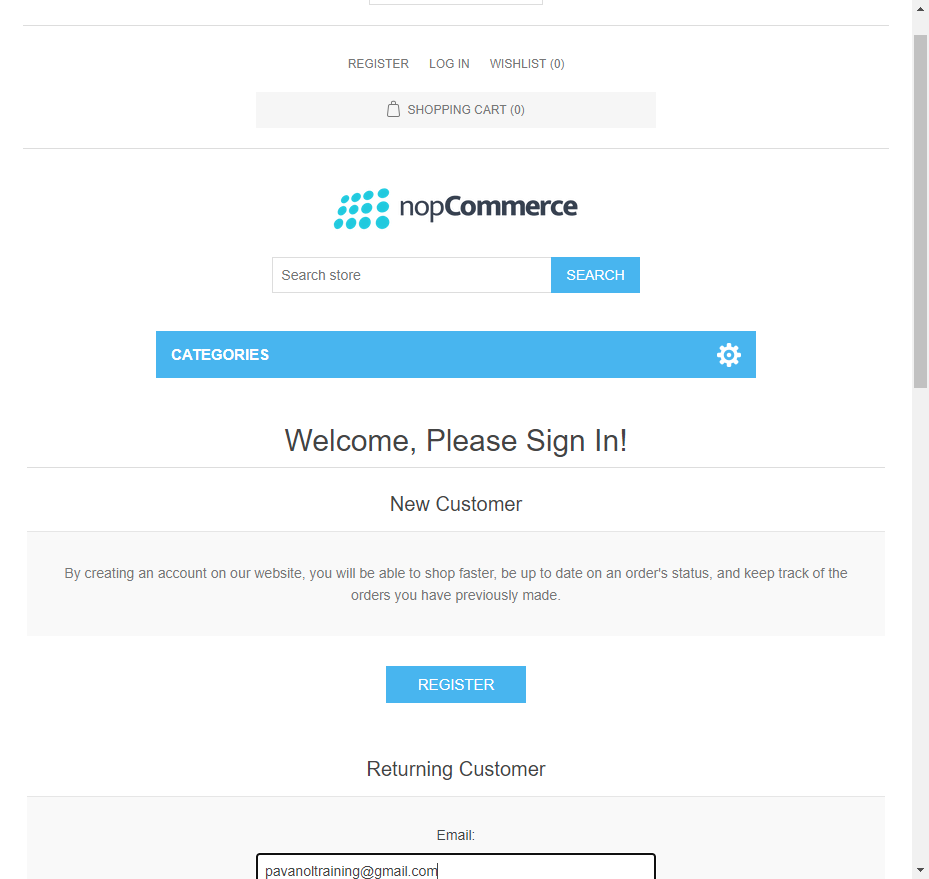 REGISTER LOG IN WISHLIST (0)
SHOPPING CART (0)
nopCommerce
Search store SEARCH
CATEGORIES
Welcome, Please Sign In!
New Customer
By creating an account on our website, you will be able to shop faster, be up to date on an order's status, and keep track of the
orders you have previously made.
REGISTER
Returning Customer
Email:
pavanoltraining@gmail.com